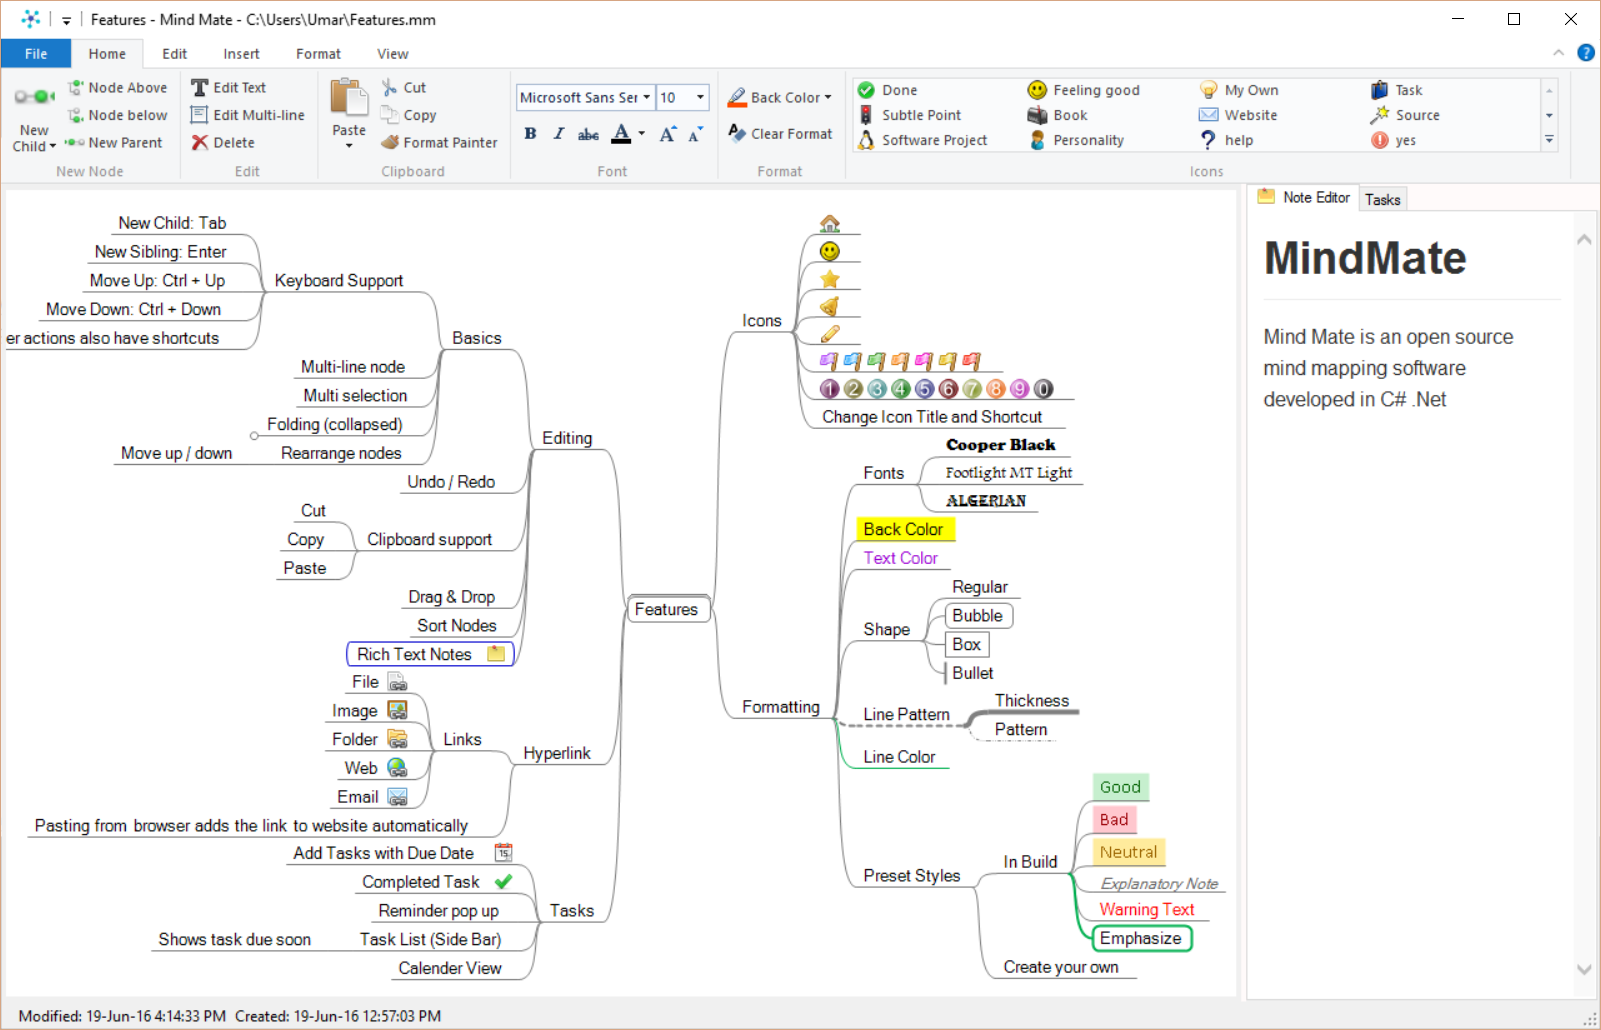 Features - Mind Mate - C:\Users\Umar\Features.mm
File Home Edit Insert Format View
New Child
Node Above
Node below
New Parent
New Node
Edit Text
Edit Multi-line
Delete
Edit
Paste
Cut
Copy
Format Painter
Clipboard
Microsoft Sans Ser 10
B I abc A A A
Font
Back Color
Clear Format
Format
Done Feeling good My Own Task
Subtle Point Book Website Source
Software Project Personality help yes
Icons
New Child: Tab
New Sibling: Enter
Move Up: Ctrl + Up
Move Down: Ctrl + Down
er actions also have shortcuts
Keyboard Support
Basics
Multi-line node
Multi selection
Folding (collapsed)
Move up / down
Rearrange nodes
Editing
Undo / Redo
Cut
Copy
Paste
Clipboard support
Drag & Drop
Sort Nodes
Rich Text Notes
File
Image
Folder
Web
Email
Links
Hyperlink
Pasting from browser adds the link to website automatically
Add Tasks with Due Date 15
Completed Task
Reminder pop up
Shows task due soon
Task List (Side Bar)
Calender View
Tasks
Features
Icons
1 2 3 4 5 6 7 8 9 0
Change Icon Title and Shortcut
Fonts
Cooper Black
Footlight MT Light
ALGERIAN
Back Color
Text Color
Shape
Regular
Bubble
Box
Bullet
Formatting
Line Pattern
Thickness
Pattern
Line Color
Preset Styles
In Build
Good
Bad
Neutral
Explanatory Note
Warning Text
Emphasize
Create your own
Note Editor Tasks
MindMate
Mind Mate is an open source
mind mapping software
developed in C# .Net
Modified: 19-Jun-16 4:14:33 PM Created: 19-Jun-16 12:57:03 PM